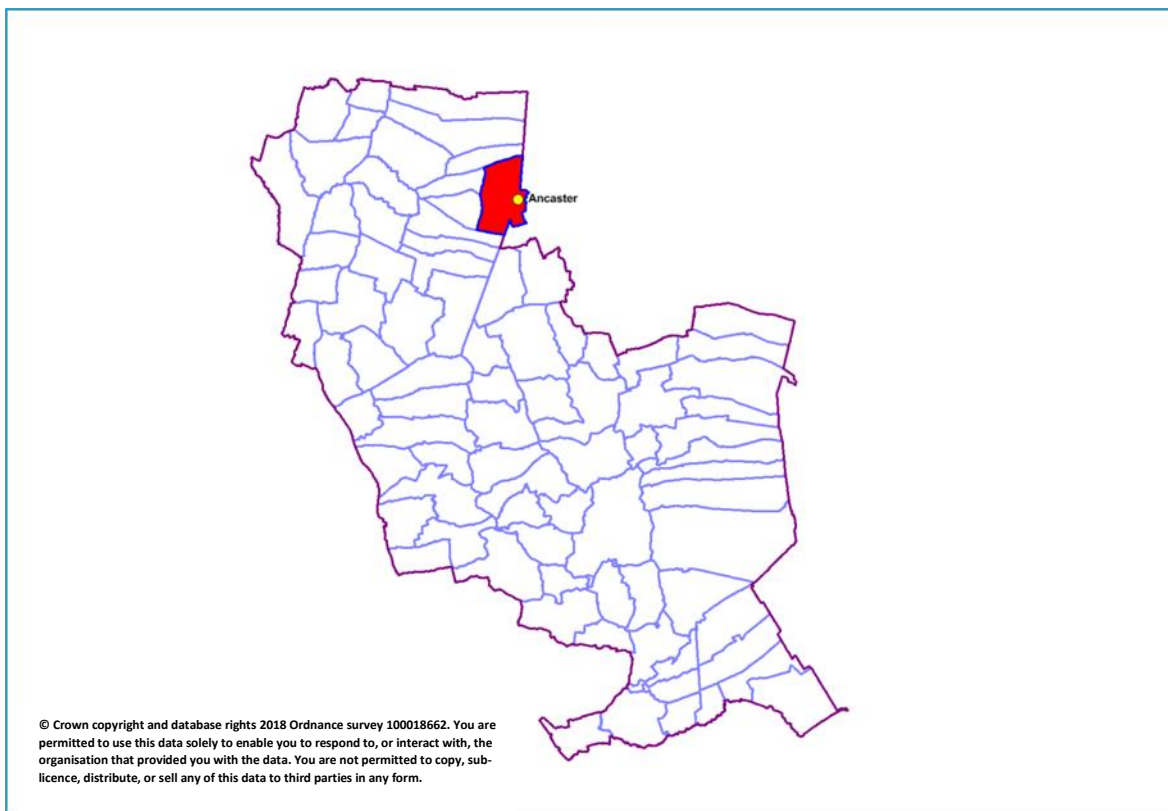 Ancaster
© Crown copyright and database rights 2018 Ordnance survey 100018662. You are
permitted to use this data solely to enable you to respond to, or interact with, the
organisation that provided you with the data. You are not permitted to copy, sub-
licence, distribute, or sell any of this data to third parties in any form.